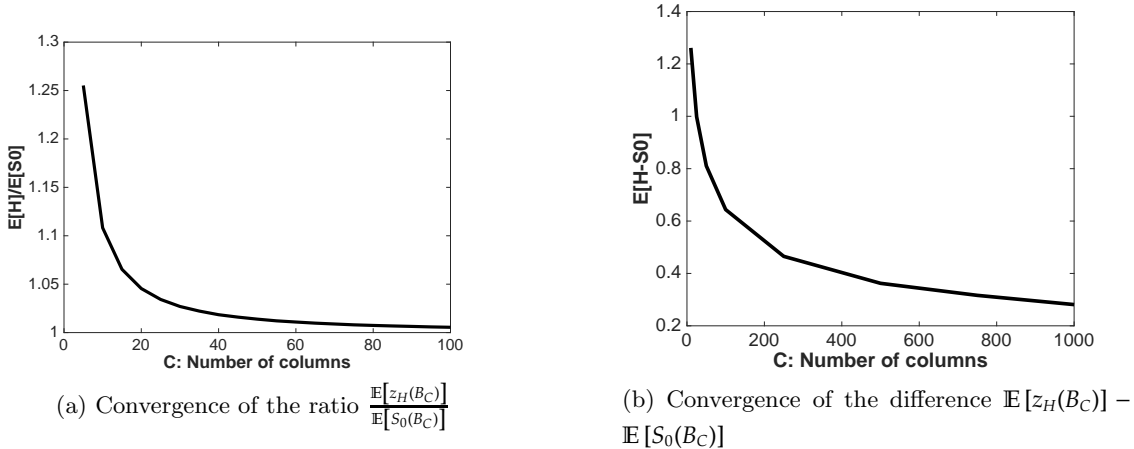 1.3
1.25
1.2
1.15
1.1
1.05
1
E[H]/E[S0]
0 20 40 60 80 100
C: Number of columns
(a) Convergence of the ratio 𝔼[z_H(B_C)] / 𝔼[S_0(B_C)]
1.4
1.2
1
0.8
0.6
0.4
0.2
E[H-S0]
0 200 400 600 800 1000
C: Number of columns
(b) Convergence of the difference 𝔼[z_H(B_C)] −
𝔼[S_0(B_C)]